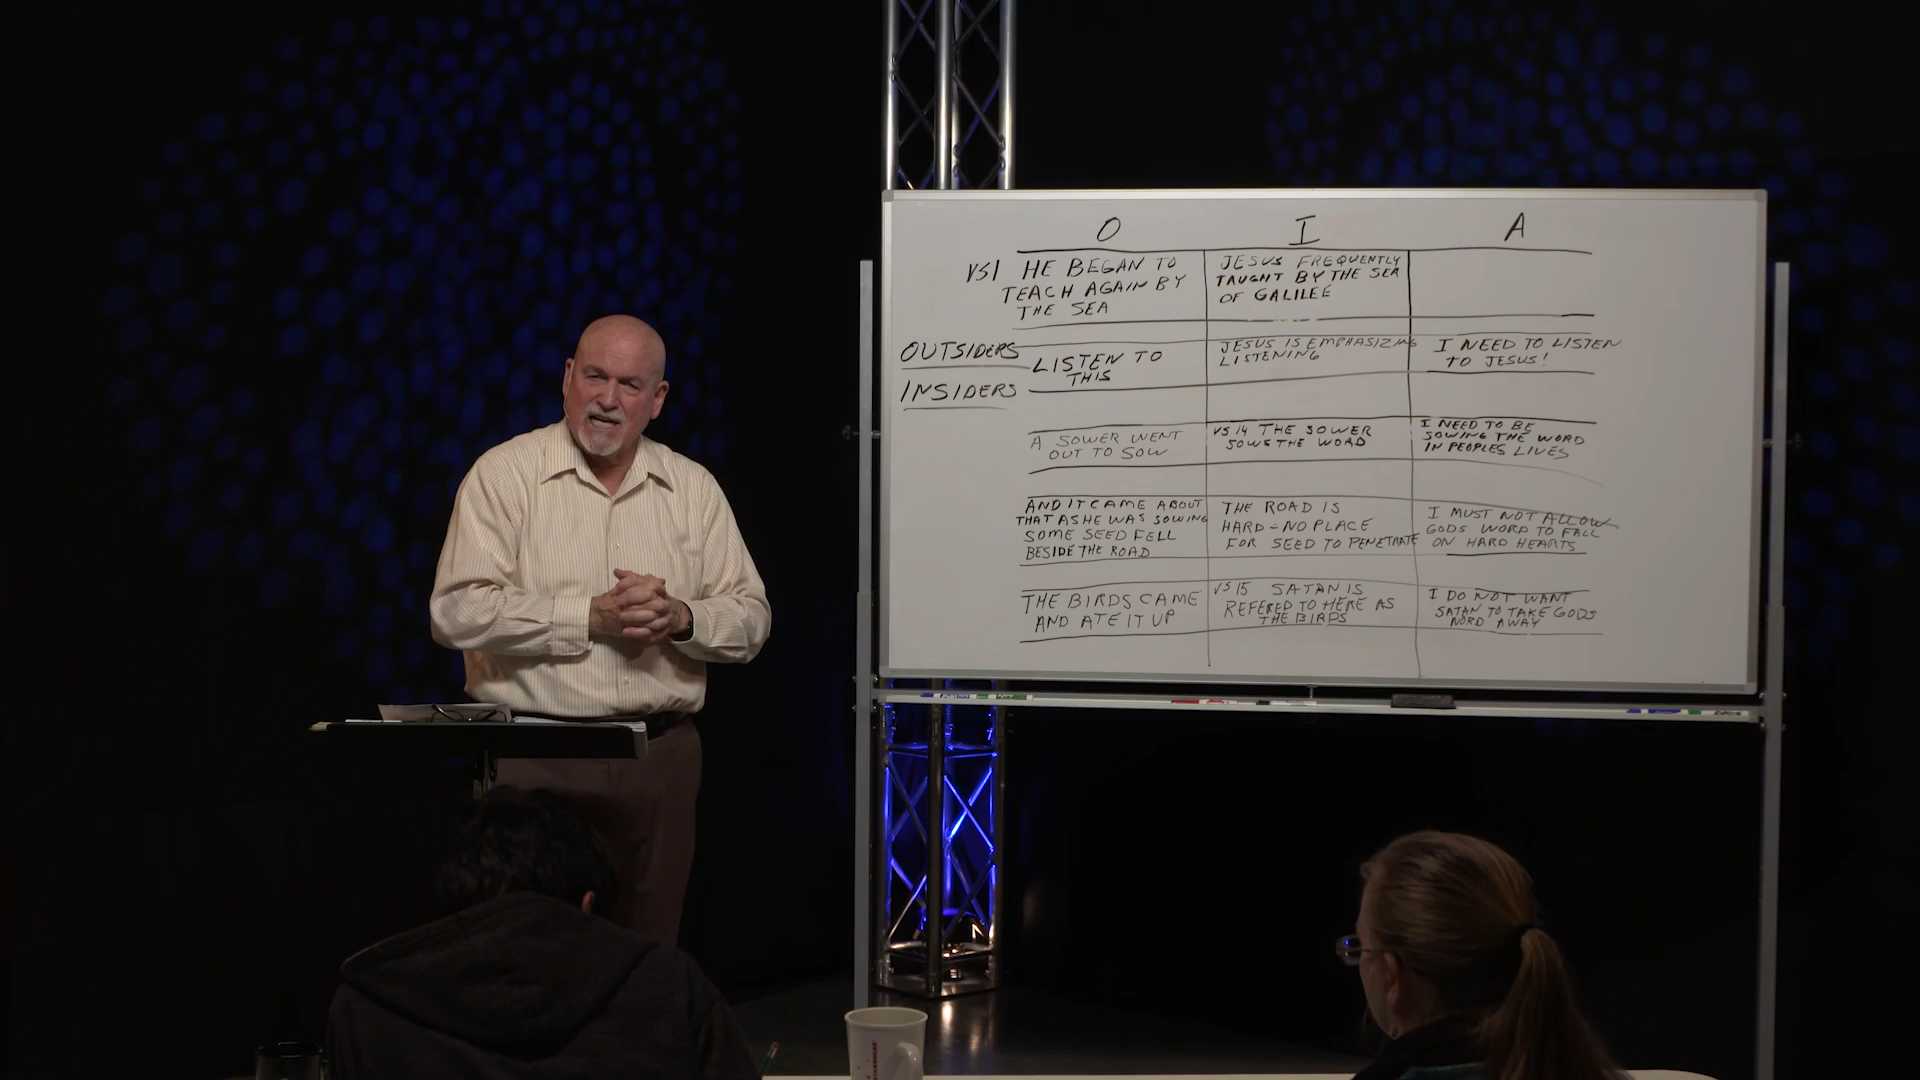 O I A
VS1 HE BEGAN TO
TEACH AGAIN BY
THE SEA
JESUS FREQUENTLY
TAUGHT BY THE SEA
OF GALILEE
OUTSIDERS
INSIDERS
LISTEN TO
THIS
JESUS IS EMPHASIZING
LISTENING
I NEED TO LISTEN
TO JESUS!
A SOWER WENT
OUT TO SOW
VS 14 THE SOWER
SOWS THE WORD
I NEED TO BE
SOWING THE WORD
IN PEOPLES LIVES
AND IT CAME ABOUT
THAT AS HE WAS SOWING
SOME SEED FELL
BESIDE THE ROAD
THE ROAD IS
HARD - NO PLACE
FOR SEED TO PENETRATE
I MUST NOT ALLOW
GODS WORD TO FALL
ON HARD HEARTS
THE BIRDS CAME
AND ATE IT UP
VS 15 SATAN IS
REFERED TO HERE AS
THE BIRDS
I DO NOT WANT
SATAN TO TAKE GODS
WORD AWAY